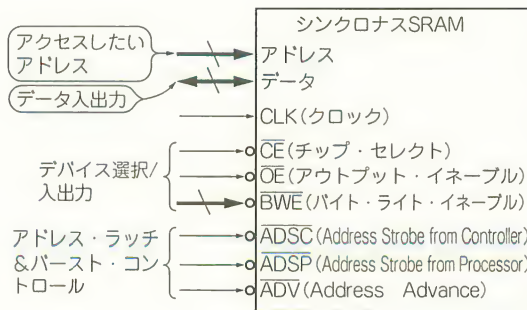 シンクロナスSRAM
アクセスしたい
アドレス
アドレス
データ
データ入出力
CLK(クロック)
デバイス選択/
入出力
CE(チップ・セレクト)
OE(アウトプット・イネーブル)
BWE(バイト・ライト・イネーブル)
アドレス・ラッチ
&バースト・コン
トロール
ADSC(Address Strobe from Controller)
ADSP(Address Strobe from Processor)
ADV(Address Advance)